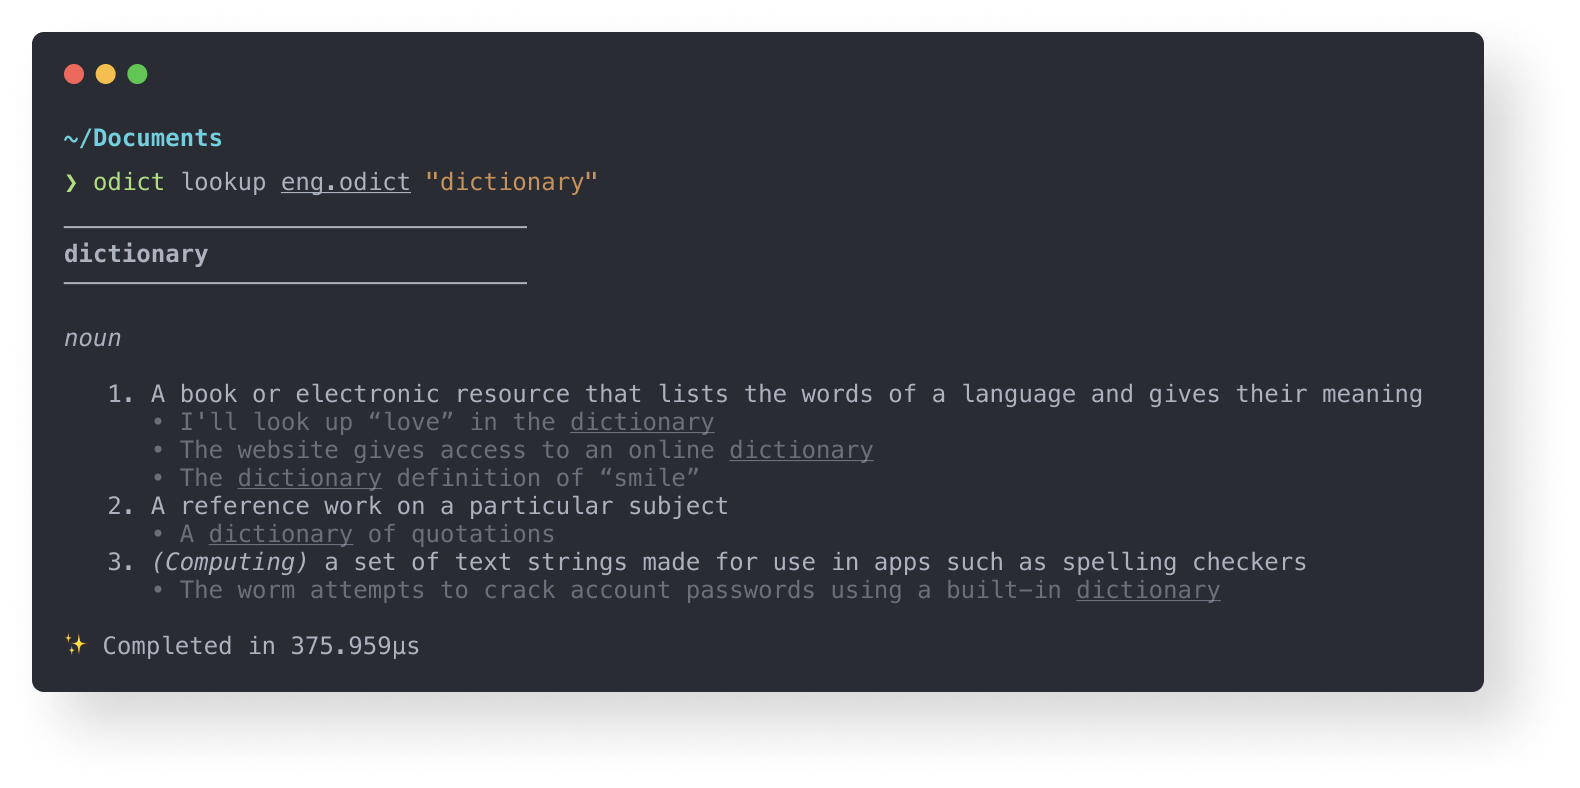 ~/Documents
❯ odict lookup eng.odict "dictionary"
dictionary
noun
1. A book or electronic resource that lists the words of a language and gives their meaning
• I'll look up “love” in the dictionary
• The website gives access to an online dictionary
• The dictionary definition of “smile”
2. A reference work on a particular subject
• A dictionary of quotations
3. (Computing) a set of text strings made for use in apps such as spelling checkers
• The worm attempts to crack account passwords using a built–in dictionary
✨ Completed in 375.959µs